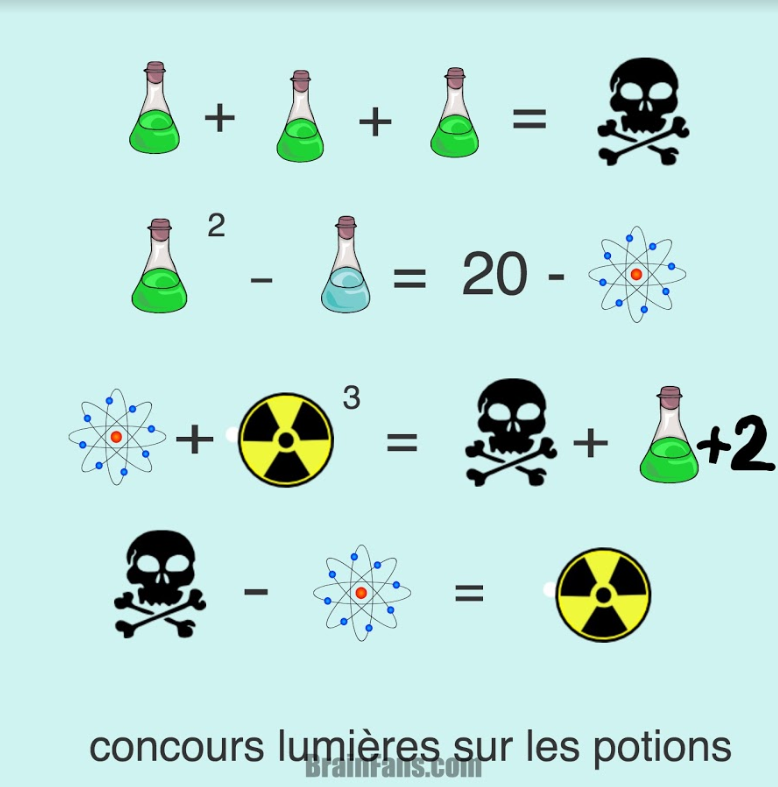 + + =
2 - = 20 -
+ 3 = + +2
- =
concours lumières sur les potions
BrainFans.com